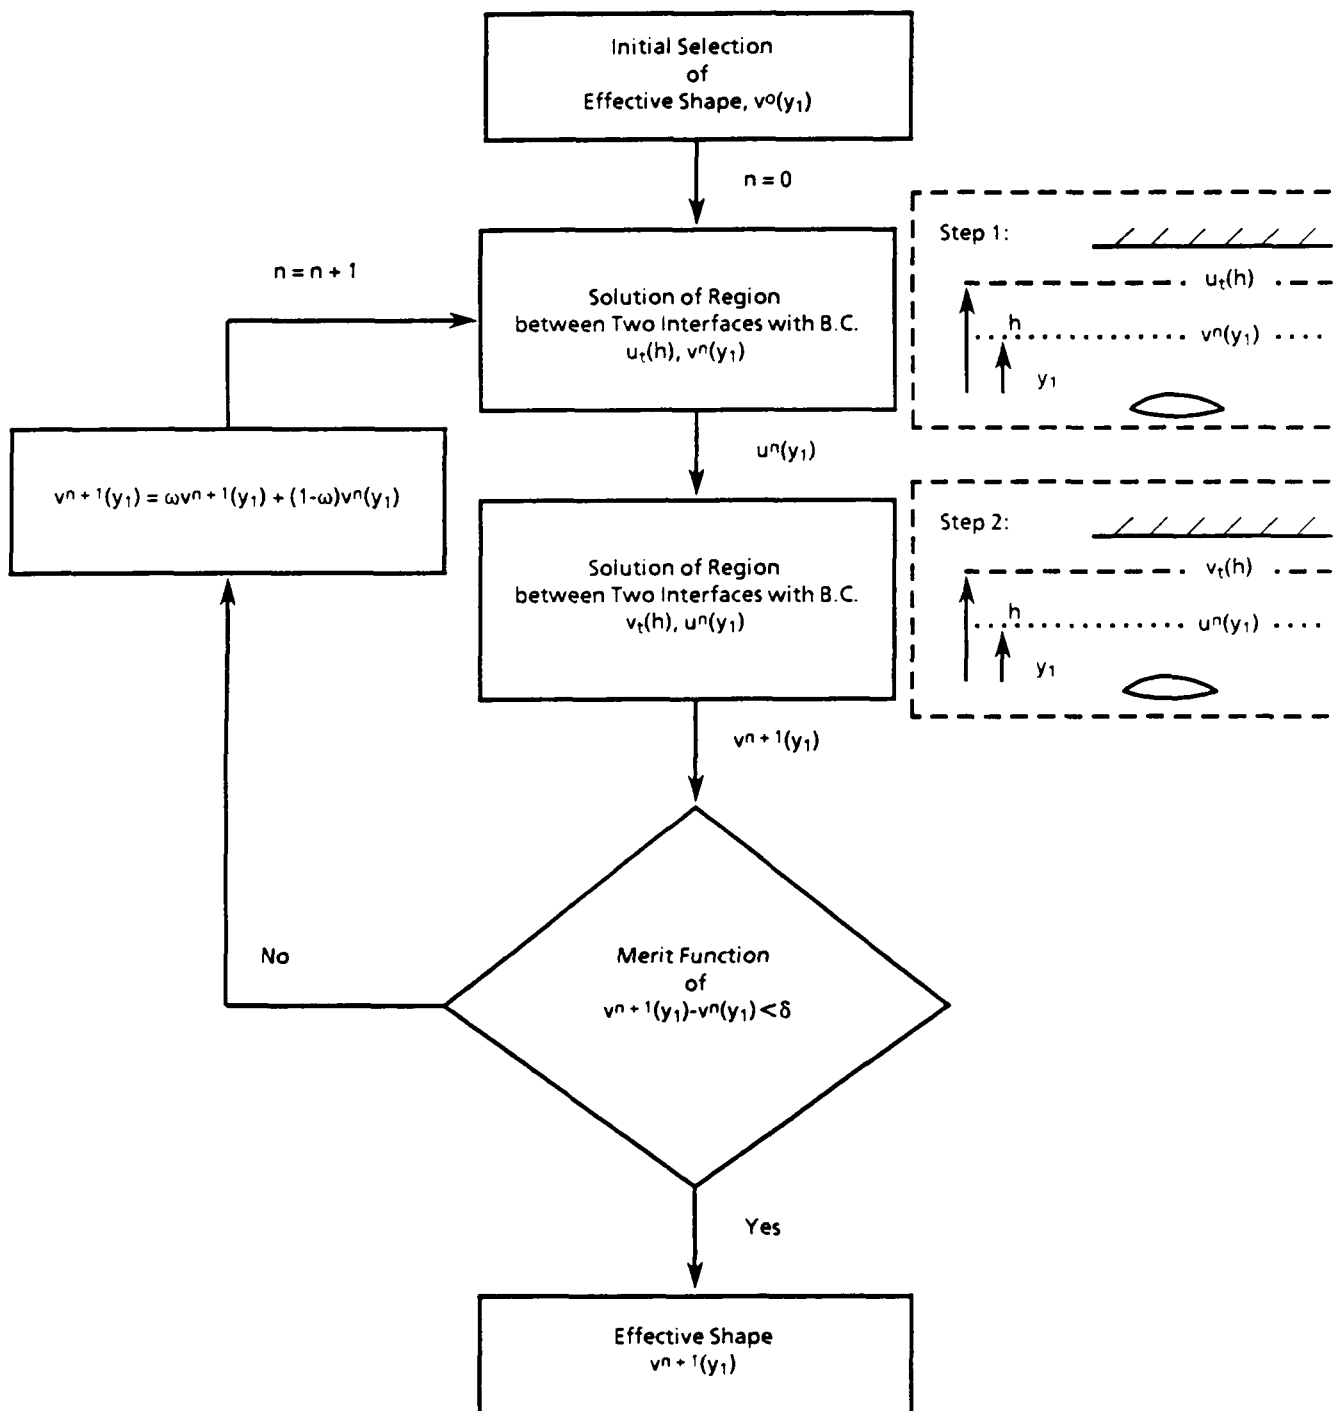 Initial Selection
of
Effective Shape, vᵒ(y₁)
n = 0
n = n + 1
Solution of Region
between Two Interfaces with B.C.
uₜ(h), vⁿ(y₁)
Step 1:
uₜ(h)
h
vⁿ(y₁)
y₁
uⁿ(y₁)
vⁿ⁺¹(y₁) = ωvⁿ⁺¹(y₁) + (1-ω)vⁿ(y₁)
Solution of Region
between Two Interfaces with B.C.
vₜ(h), uⁿ(y₁)
Step 2:
vₜ(h)
h
uⁿ(y₁)
y₁
vⁿ⁺¹(y₁)
No
Merit Function
of
vⁿ⁺¹(y₁)-vⁿ(y₁)<δ
Yes
Effective Shape
vⁿ⁺¹(y₁)